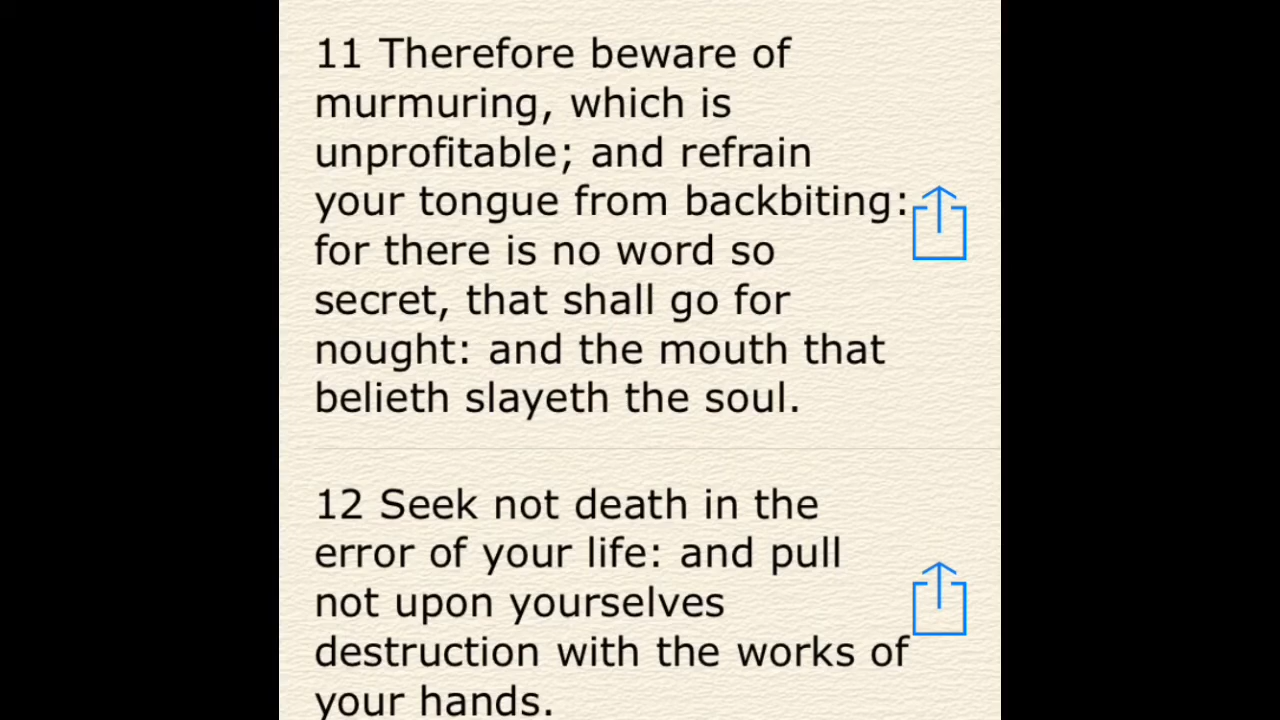 11 Therefore beware of
murmuring, which is
unprofitable; and refrain
your tongue from backbiting:
for there is no word so
secret, that shall go for
nought: and the mouth that
belieth slayeth the soul.
12 Seek not death in the
error of your life: and pull
not upon yourselves
destruction with the works of
your hands.